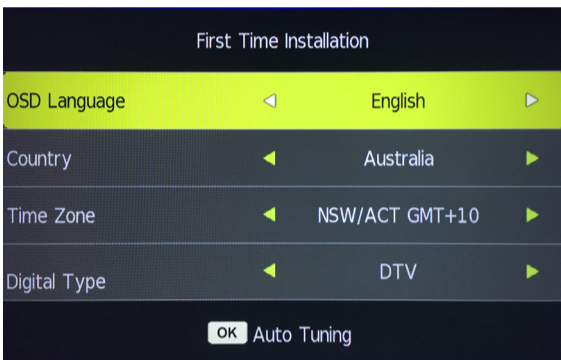 First Time Installation
OSD Language English
Country Australia
Time Zone NSW/ACT GMT+10
Digital Type DTV
OK Auto Tuning